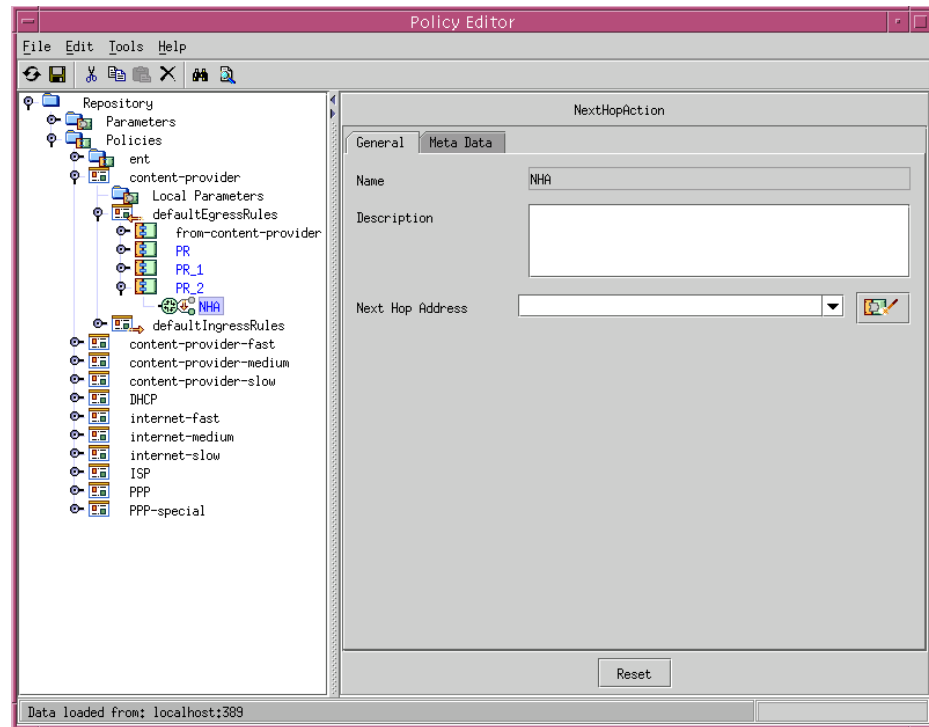 Policy Editor
File Edit Tools Help
Repository
Parameters
Policies
ent
content-provider
Local Parameters
defaultEgressRules
from-content-provider
PR
PR_1
PR_2
NHA
defaultIngressRules
content-provider-fast
content-provider-medium
content-provider-slow
DHCP
internet-fast
internet-medium
internet-slow
ISP
PPP
PPP-special
NextHopAction
General Meta Data
Name NHA
Description
Next Hop Address
Reset
Data loaded from: localhost:389